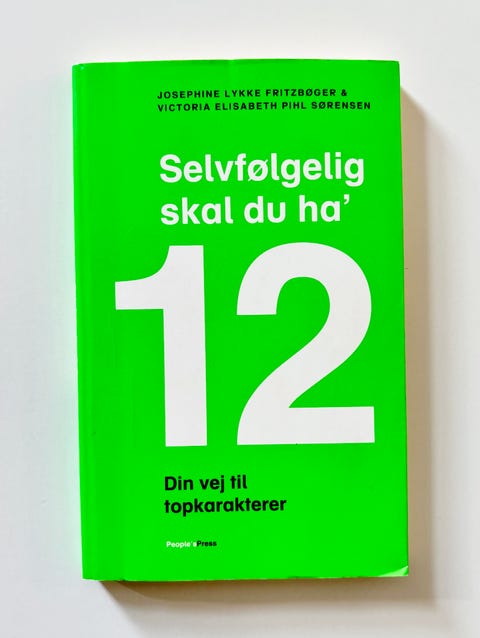 JOSEPHINE LYKKE FRITZBØGER &
VICTORIA ELISABETH PIHL SØRENSEN
Selvfølgelig
skal du ha’
12
Din vej til
topkarakterer
People'sPress